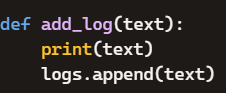 def add_log(text):
    print(text)
    logs.append(text)